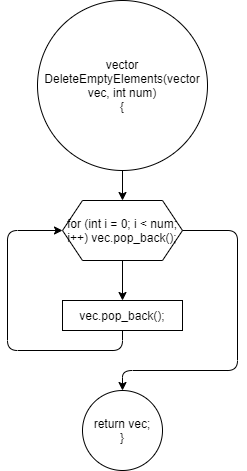 vector
DeleteEmptyElements(vector
vec, int num)
{
for (int i = 0; i < num;
i++) vec.pop_back();
vec.pop_back();
return vec;
}